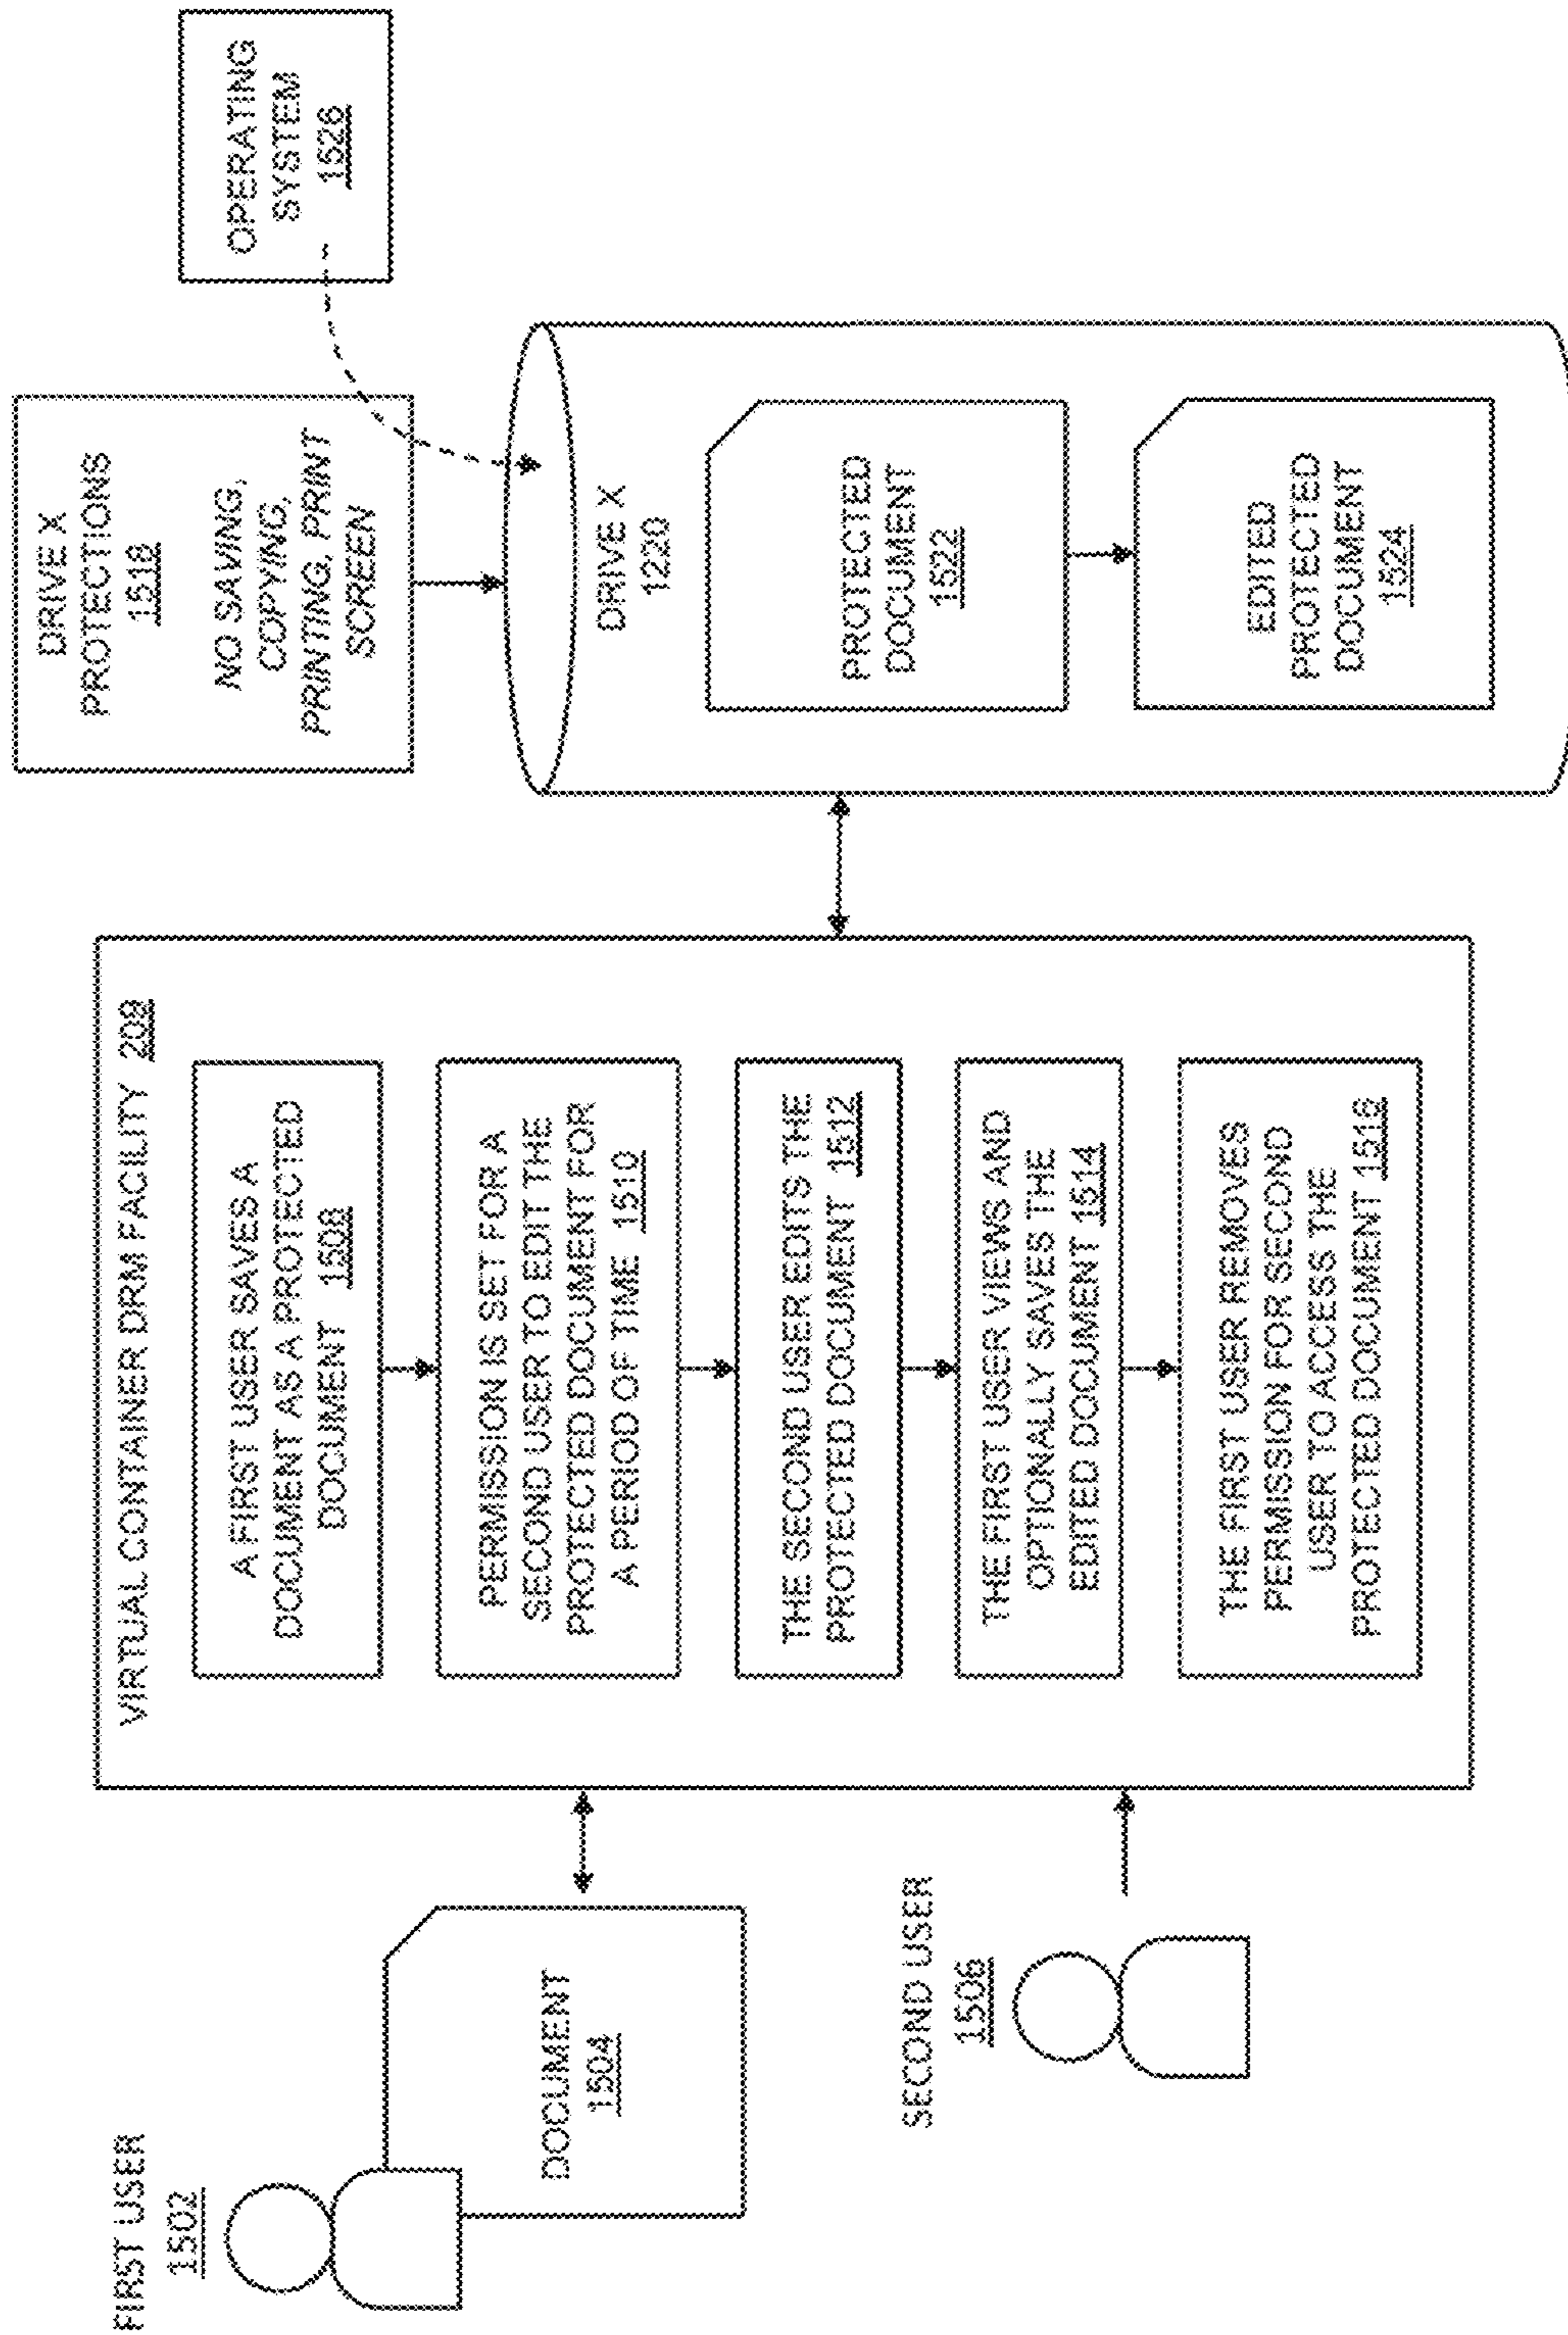 FIRST USER
1502
DOCUMENT
1504
SECOND USER
1506
VIRTUAL CONTAINER DRM FACILITY 208
A FIRST USER SAVES A
DOCUMENT AS A PROTECTED
DOCUMENT 1508
PERMISSION IS SET FOR A
SECOND USER TO EDIT THE
PROTECTED DOCUMENT FOR
A PERIOD OF TIME 1510
THE SECOND USER EDITS THE
PROTECTED DOCUMENT 1512
THE FIRST USER VIEWS AND
OPTIONALLY SAVES THE
EDITED DOCUMENT 1514
THE FIRST USER REMOVES
PERMISSION FOR SECOND
USER TO ACCESS THE
PROTECTED DOCUMENT 1516
DRIVE X
PROTECTIONS
1518
NO SAVING,
COPYING,
PRINTING, PRINT
SCREEN
DRIVE X
1220
PROTECTED
DOCUMENT
1522
EDITED
PROTECTED
DOCUMENT
1524
OPERATING
SYSTEM
1526